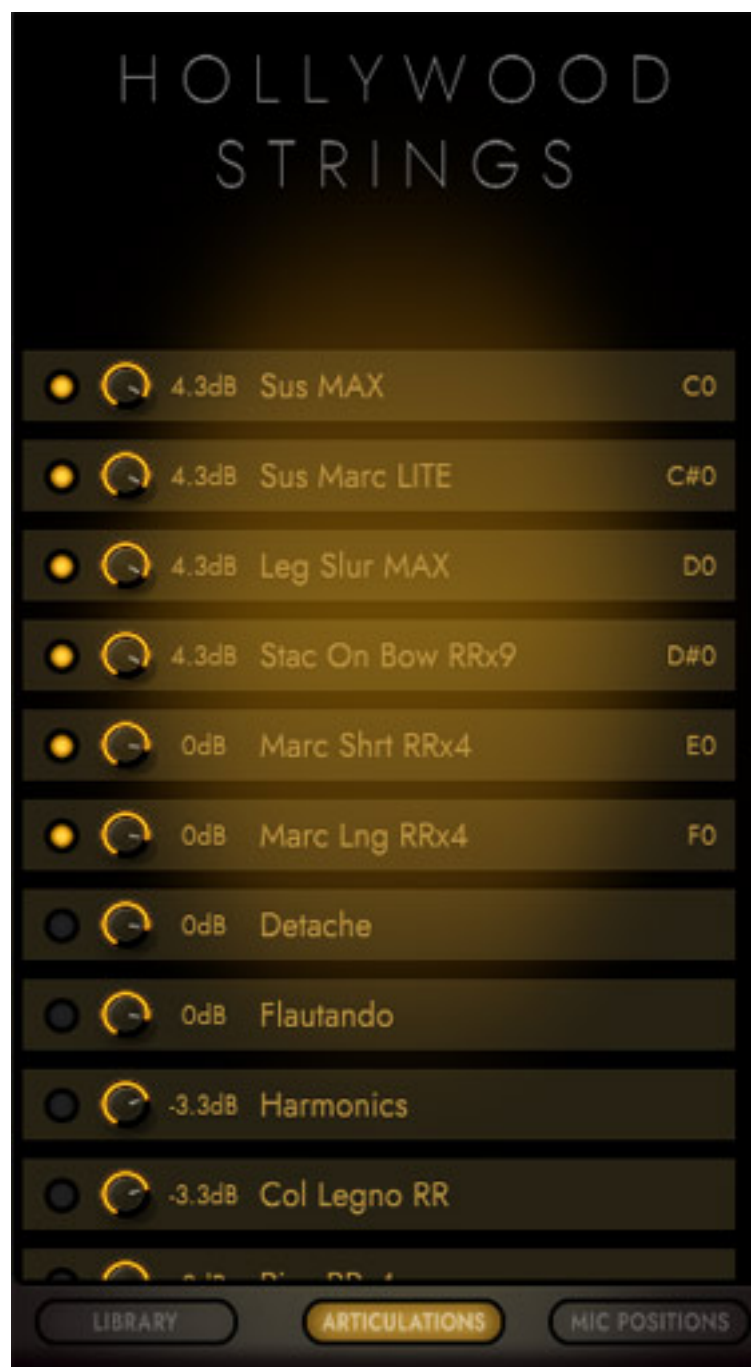 HOLLYWOOD
STRINGS
4.3dB Sus MAX C0
4.3dB Sus Marc LITE C#0
4.3dB Leg Slur MAX D0
4.3dB Stac On Bow RRx9 D#0
0dB Marc Shrt RRx4 E0
0dB Marc Lng RRx4 F0
0dB Detache
0dB Flautando
-3.3dB Harmonics
-3.3dB Col Legno RR
LIBRARY ARTICULATIONS MIC POSITIONS